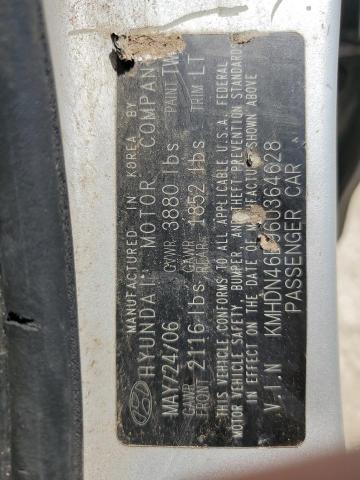 MANUFACTURED IN KOREA BY
HYUNDAI MOTOR COMPANY
MAY/24/06 GVWR 3880 lbs PAINT TW
GAWR FRONT 2116 lbs GAWR REAR 1852 lbs TRIM LT
THIS VEHICLE CONFORMS TO ALL APPLICABLE U.S.A. FEDERAL
MOTOR VEHICLE SAFETY, BUMPER AND THEFT PREVENTION STANDARDS
IN EFFECT ON THE DATE OF MANUFACTURE SHOWN ABOVE
V.I.N KMHDN46D96U364628
PASSENGER CAR